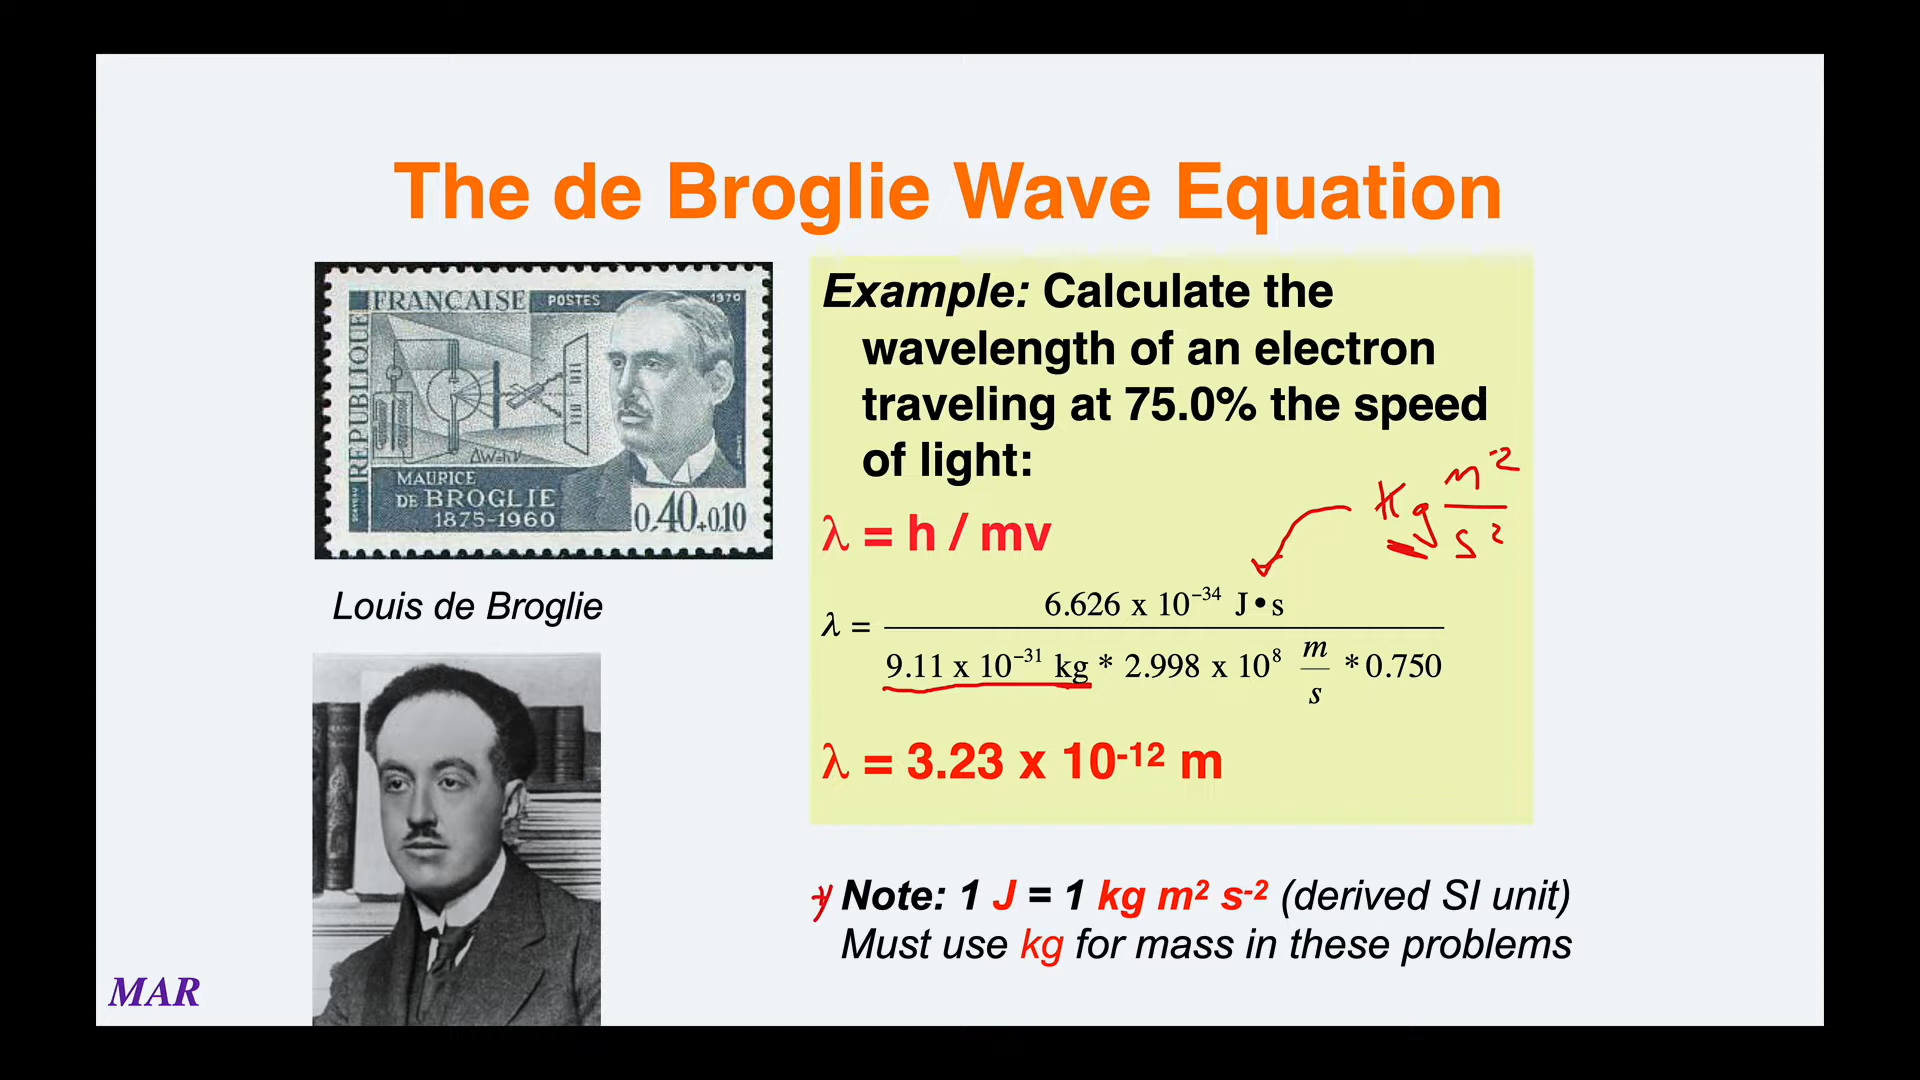 The de Broglie Wave Equation
RÉPUBLIQUE
FRANÇAISE
POSTES
1970
ΔW=hν
MAURICE
DE BROGLIE
1875-1960
0,40+0,10
Louis de Broglie
Example: Calculate the
wavelength of an electron
traveling at 75.0% the speed
of light:
λ = h / mv
kg m² / s²
λ = 6.626 x 10⁻³⁴ J•s / 9.11 x 10⁻³¹ kg * 2.998 x 10⁸ m/s * 0.750
λ = 3.23 x 10⁻¹² m
Note: 1 J = 1 kg m² s⁻² (derived SI unit)
Must use kg for mass in these problems
MAR